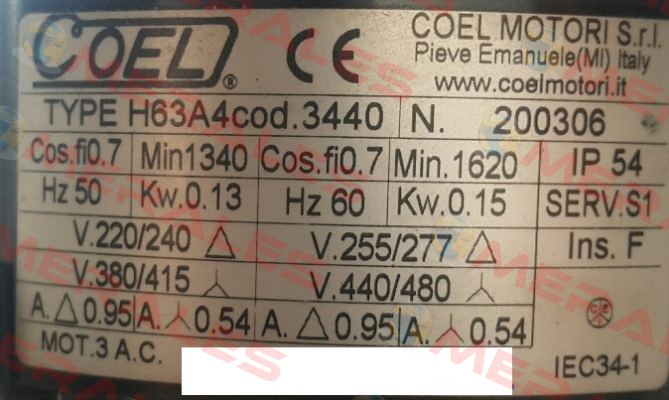 COEL®
CE
COEL MOTORI S.r.l.
Pieve Emanuele(MI) Italy
www.coelmotori.it
TYPE H63A4cod.3440 N. 200306
Cos.fi0.7 Min1340 Cos.fi0.7 Min.1620 IP 54
Hz 50 Kw.0.13 Hz 60 Kw.0.15 SERV.S1
V.220/240 △ V.255/277 △ Ins. F
V.380/415 ⅄ V.440/480 ⅄
A.△0.95 A.⅄0.54 A.△0.95 A.⅄0.54
MOT.3 A.C.
IEC34-1
MERALES